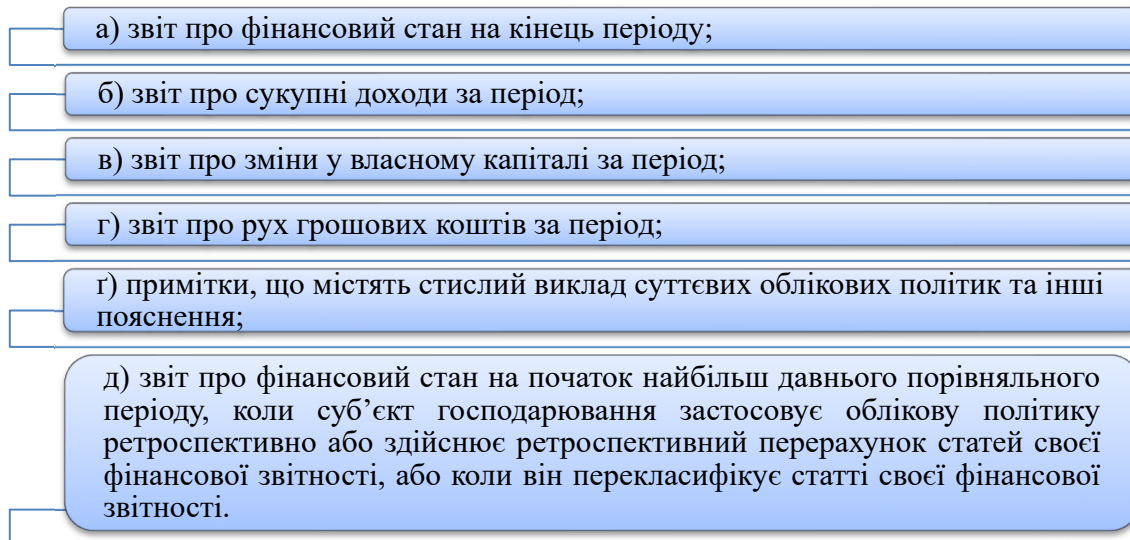 а) звіт про фінансовий стан на кінець періоду;
б) звіт про сукупні доходи за період;
в) звіт про зміни у власному капіталі за період;
г) звіт про рух грошових коштів за період;
ґ) примітки, що містять стислий виклад суттєвих облікових політик та інші
пояснення;
д) звіт про фінансовий стан на початок найбільш давнього порівняльного
періоду, коли суб’єкт господарювання застосовує облікову політику
ретроспективно або здійснює ретроспективний перерахунок статей своєї
фінансової звітності, або коли він перекласифікує статті своєї фінансової
звітності.